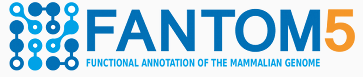 FANTOM5
FUNCTIONAL ANNOTATION OF THE MAMMALIAN GENOME